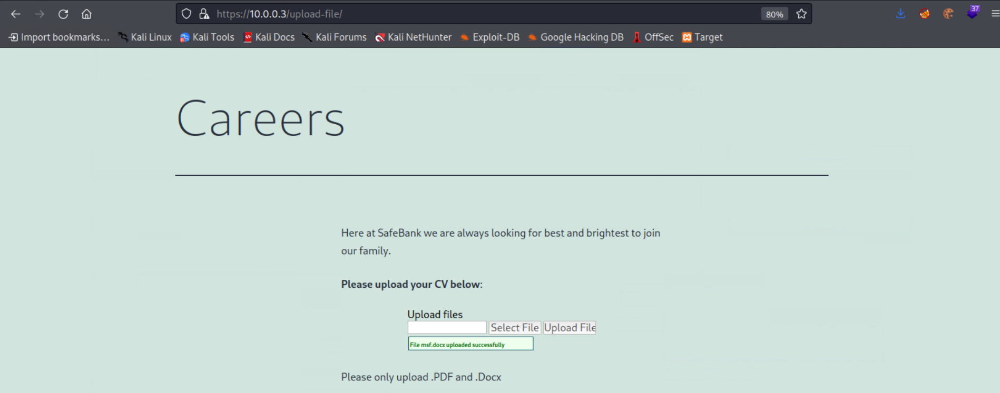 https://10.0.0.3/upload-file/
80%
37
Import bookmarks... Kali Linux Kali Tools Kali Docs Kali Forums Kali NetHunter Exploit-DB Google Hacking DB OffSec Target
Careers
Here at SafeBank we are always looking for best and brightest to join
our family.
Please upload your CV below:
Upload files
Select File Upload File
File msf.docx uploaded successfully
Please only upload .PDF and .Docx